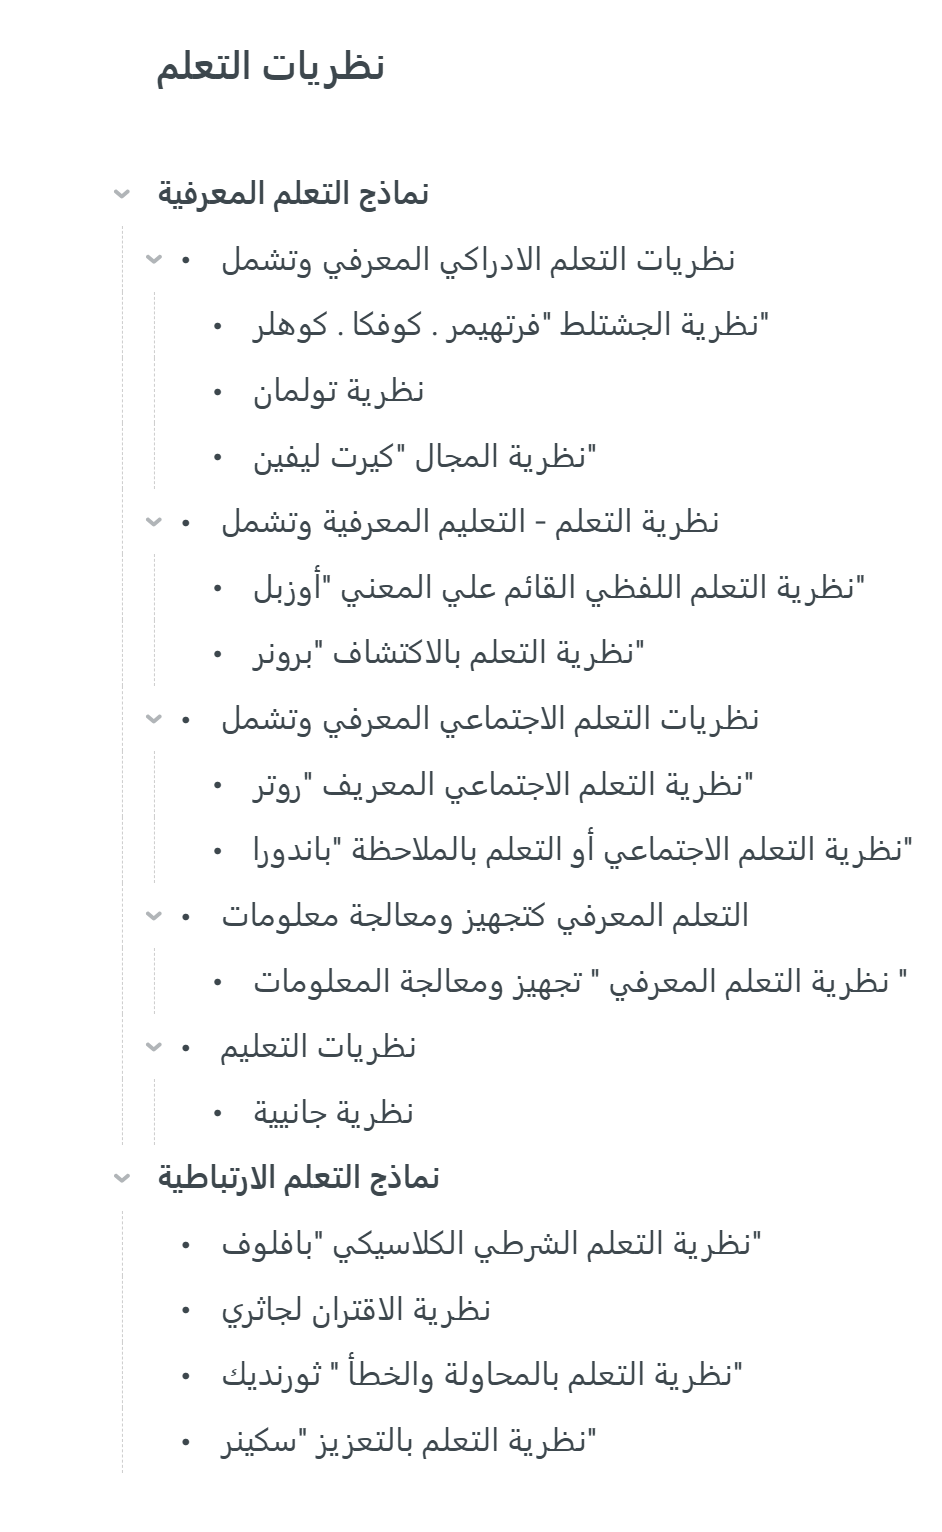 نظريات التعلم
نماذج التعلم المعرفية
نظريات التعلم الادراكي المعرفي وتشمل
نظرية الجشتلط "فرتهيمر . كوفكا . كوهلر"
نظرية تولمان
نظرية المجال "كيرت ليفين"
نظرية التعلم - التعليم المعرفية وتشمل
نظرية التعلم اللفظي القائم علي المعني "أوزبل"
نظرية التعلم بالاكتشاف "برونر"
نظريات التعلم الاجتماعي المعرفي وتشمل
نظرية التعلم الاجتماعي المعريف "روتر"
نظرية التعلم الاجتماعي أو التعلم بالملاحظة "باندورا"
التعلم المعرفي كتجهيز ومعالجة معلومات
" نظرية التعلم المعرفي " تجهيز ومعالجة المعلومات
نظريات التعليم
نظرية جانييية
نماذج التعلم الارتباطية
نظرية التعلم الشرطي الكلاسيكي "بافلوف"
نظرية الاقتران لجاثري
نظرية التعلم بالمحاولة والخطأ " ثورنديك"
نظرية التعلم بالتعزيز "سكينر"